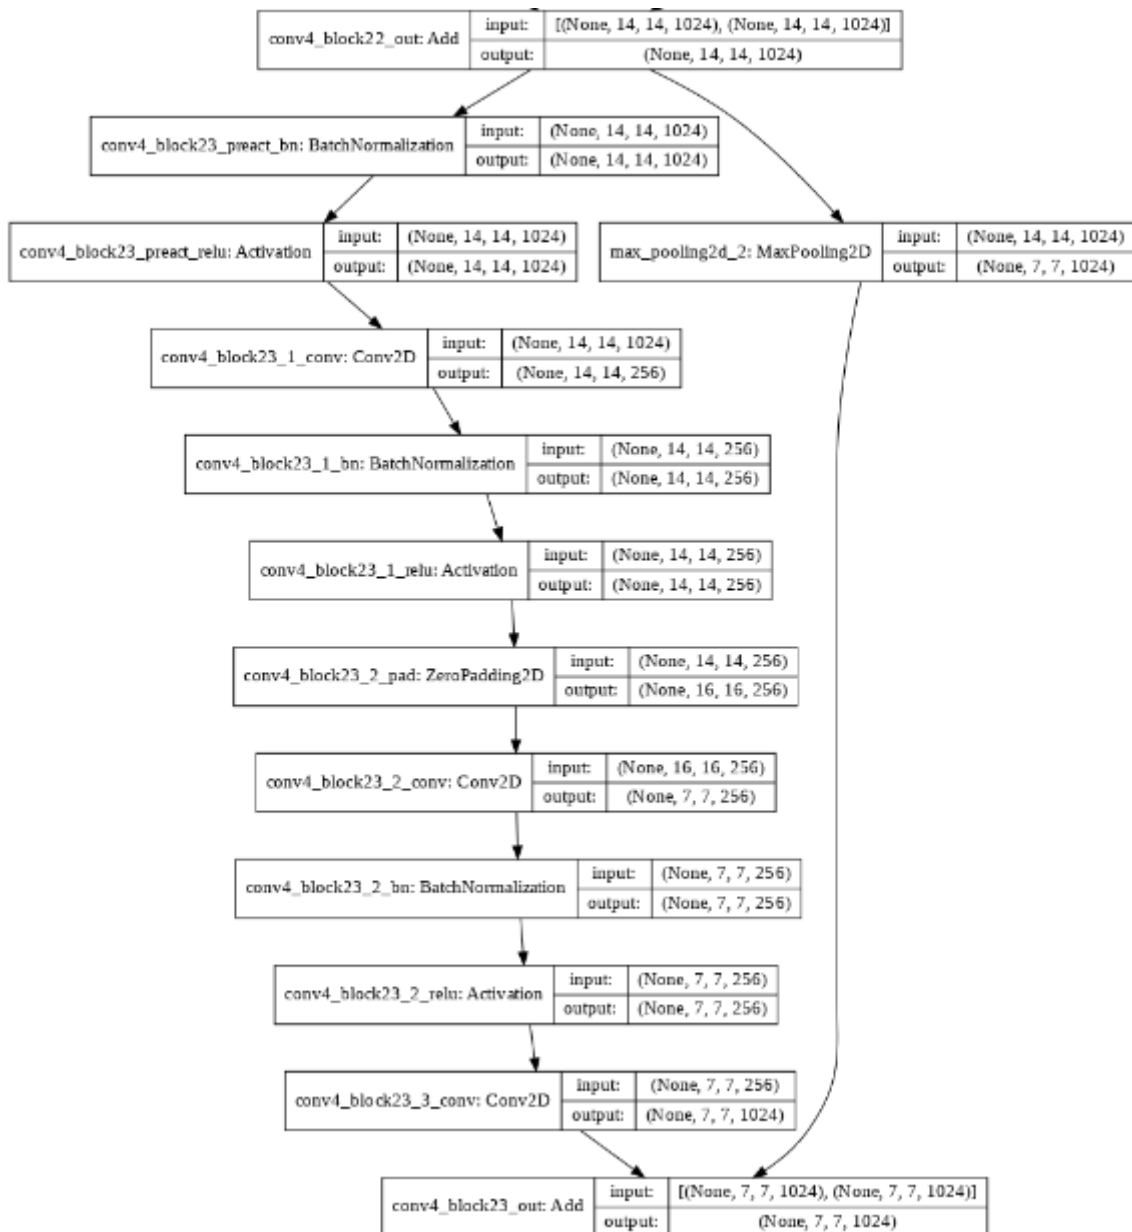 conv4_block22_out: Add
input: [(None, 14, 14, 1024), (None, 14, 14, 1024)]
output: (None, 14, 14, 1024)
conv4_block23_preact_bn: BatchNormalization
input: (None, 14, 14, 1024)
output: (None, 14, 14, 1024)
conv4_block23_preact_relu: Activation
input: (None, 14, 14, 1024)
output: (None, 14, 14, 1024)
max_pooling2d_2: MaxPooling2D
input: (None, 14, 14, 1024)
output: (None, 7, 7, 1024)
conv4_block23_1_conv: Conv2D
input: (None, 14, 14, 1024)
output: (None, 14, 14, 256)
conv4_block23_1_bn: BatchNormalization
input: (None, 14, 14, 256)
output: (None, 14, 14, 256)
conv4_block23_1_relu: Activation
input: (None, 14, 14, 256)
output: (None, 14, 14, 256)
conv4_block23_2_pad: ZeroPadding2D
input: (None, 14, 14, 256)
output: (None, 16, 16, 256)
conv4_block23_2_conv: Conv2D
input: (None, 16, 16, 256)
output: (None, 7, 7, 256)
conv4_block23_2_bn: BatchNormalization
input: (None, 7, 7, 256)
output: (None, 7, 7, 256)
conv4_block23_2_relu: Activation
input: (None, 7, 7, 256)
output: (None, 7, 7, 256)
conv4_block23_3_conv: Conv2D
input: (None, 7, 7, 256)
output: (None, 7, 7, 1024)
conv4_block23_out: Add
input: [(None, 7, 7, 1024), (None, 7, 7, 1024)]
output: (None, 7, 7, 1024)